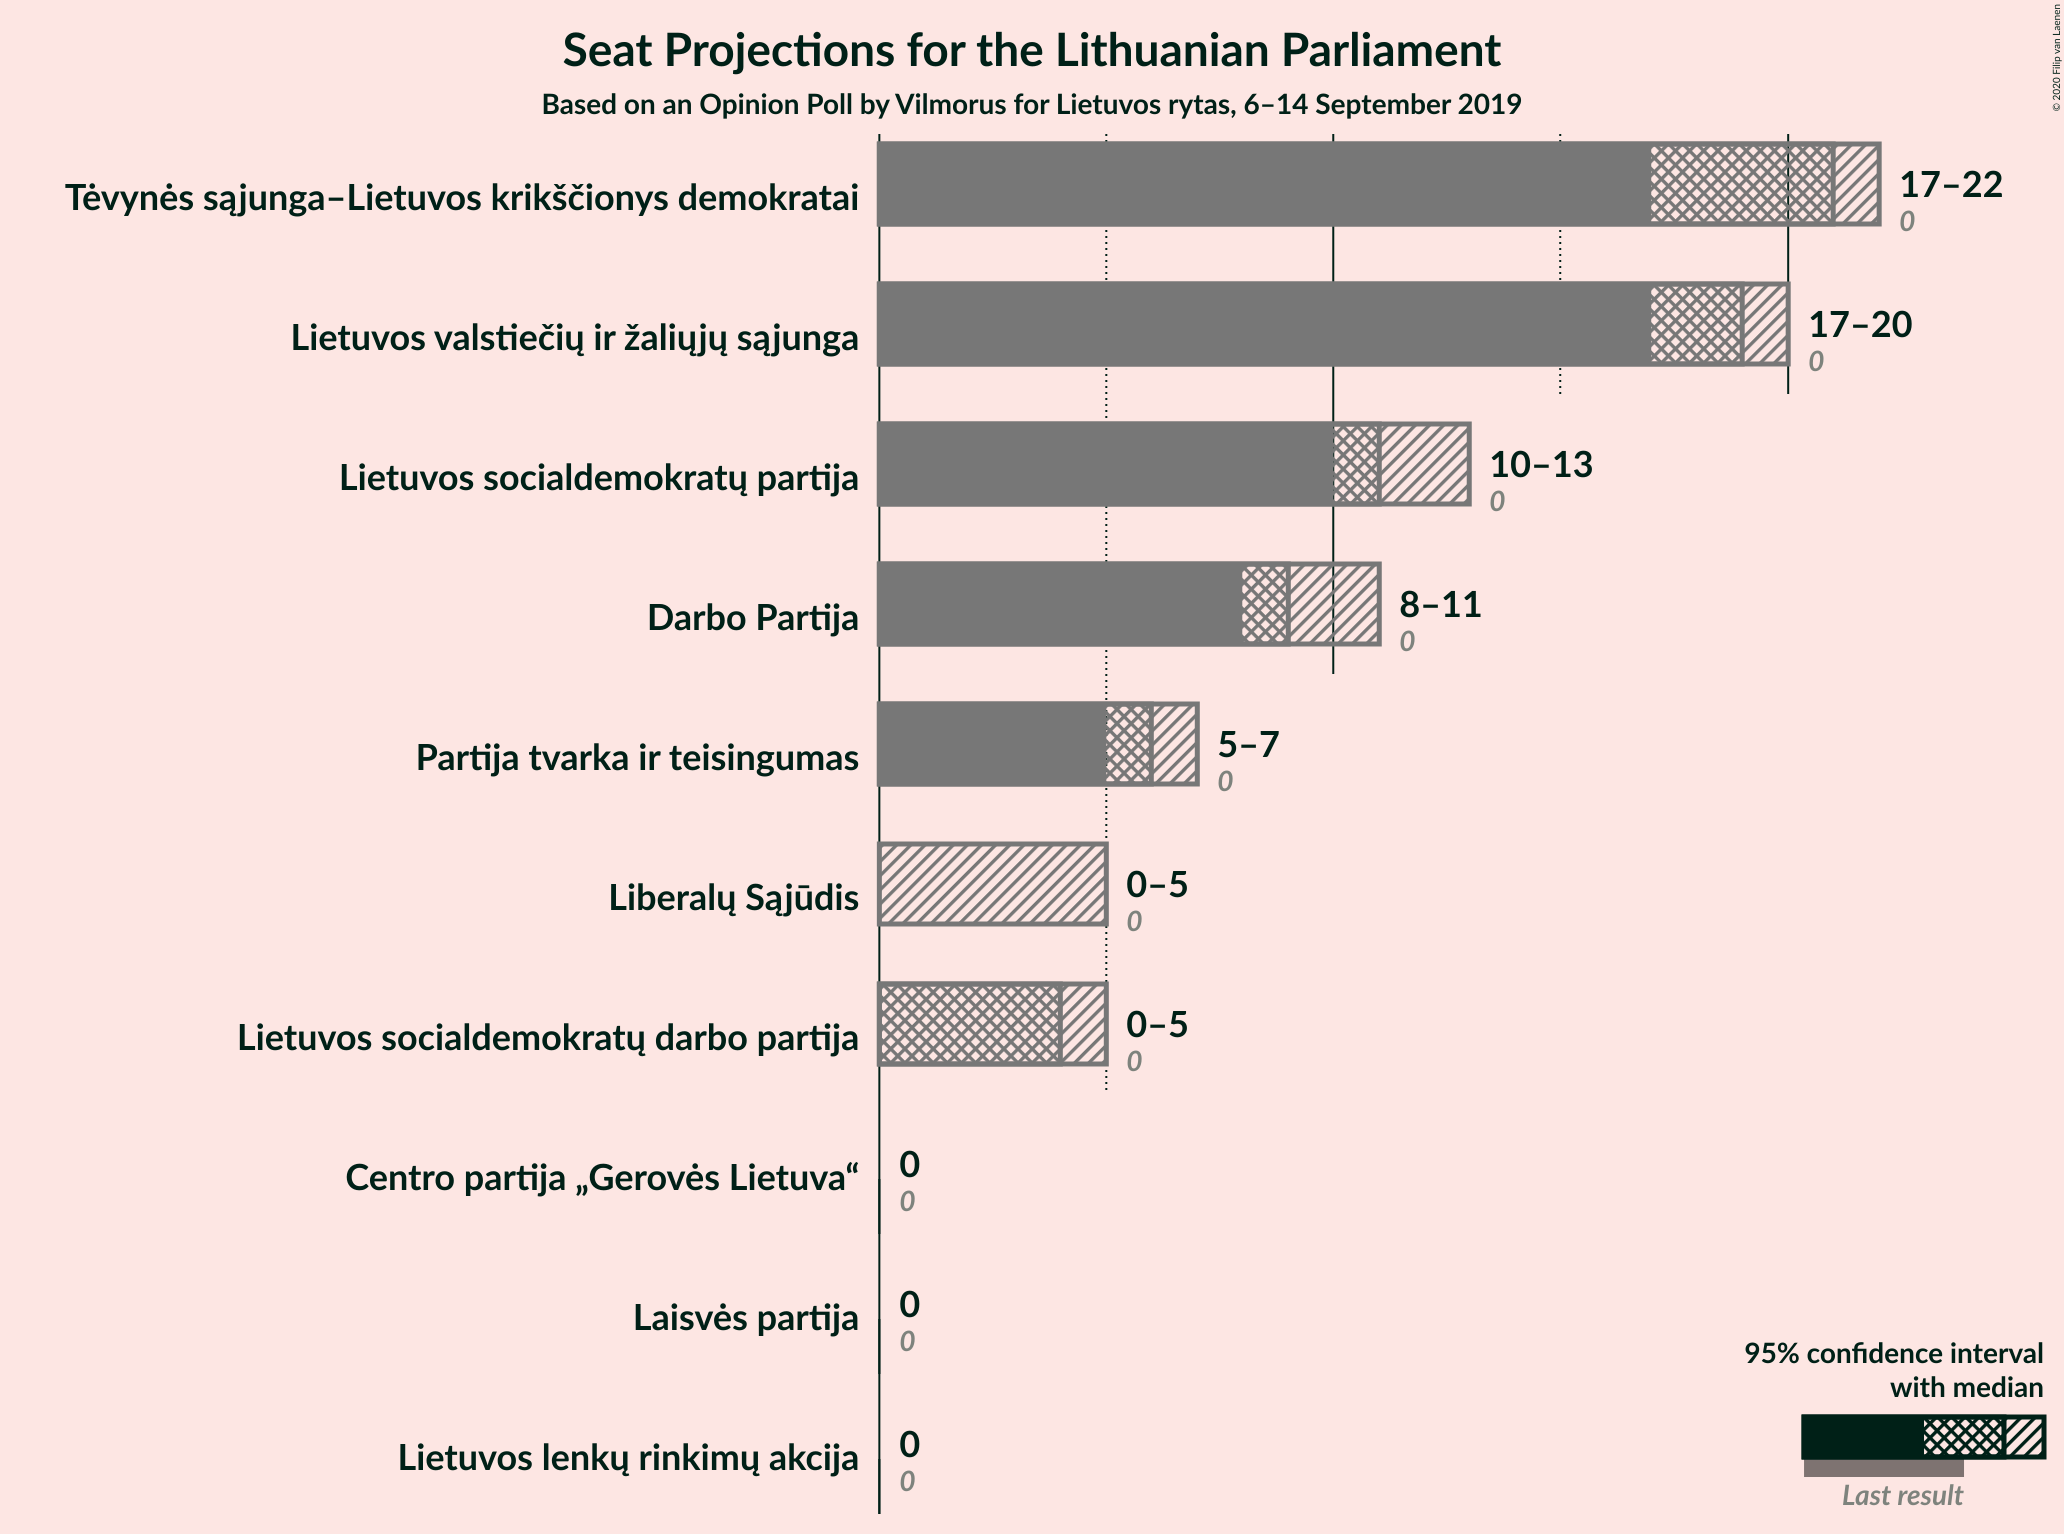 Seat Projections for the Lithuanian Parliament
Based on an Opinion Poll by Vilmorus for Lietuvos rytas, 6–14 September 2019
© 2020 Filip van Laenen
Tėvynės sąjunga–Lietuvos krikščionys demokratai
17–22
0
Lietuvos valstiečių ir žaliųjų sąjunga
17–20
0
Lietuvos socialdemokratų partija
10–13
0
Darbo Partija
8–11
0
Partija tvarka ir teisingumas
5–7
0
Liberalų Sąjūdis
0–5
0
Lietuvos socialdemokratų darbo partija
0–5
0
Centro partija „Gerovės Lietuva“
0
0
Laisvės partija
0
0
Lietuvos lenkų rinkimų akcija
0
0
95% confidence interval
with median
Last result